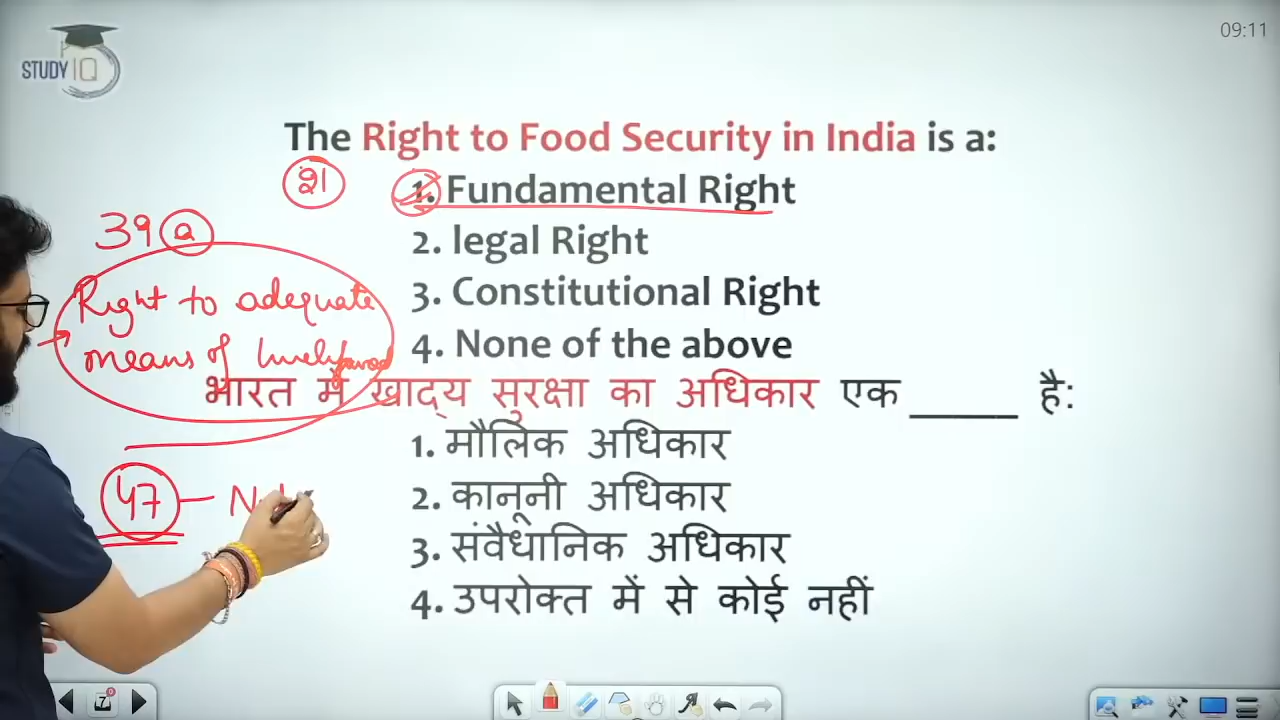 STUDY IQ
09:11
The Right to Food Security in India is a:
21
1. Fundamental Right
39 a
2. legal Right
Right to adequate
3. Constitutional Right
means of
4. None of the above
भारत में खाद्य सुरक्षा का अधिकार एक _____ है:
1. मौलिक अधिकार
47 -
2. कानूनी अधिकार
3. संवैधानिक अधिकार
4. उपरोक्त में से कोई नहीं